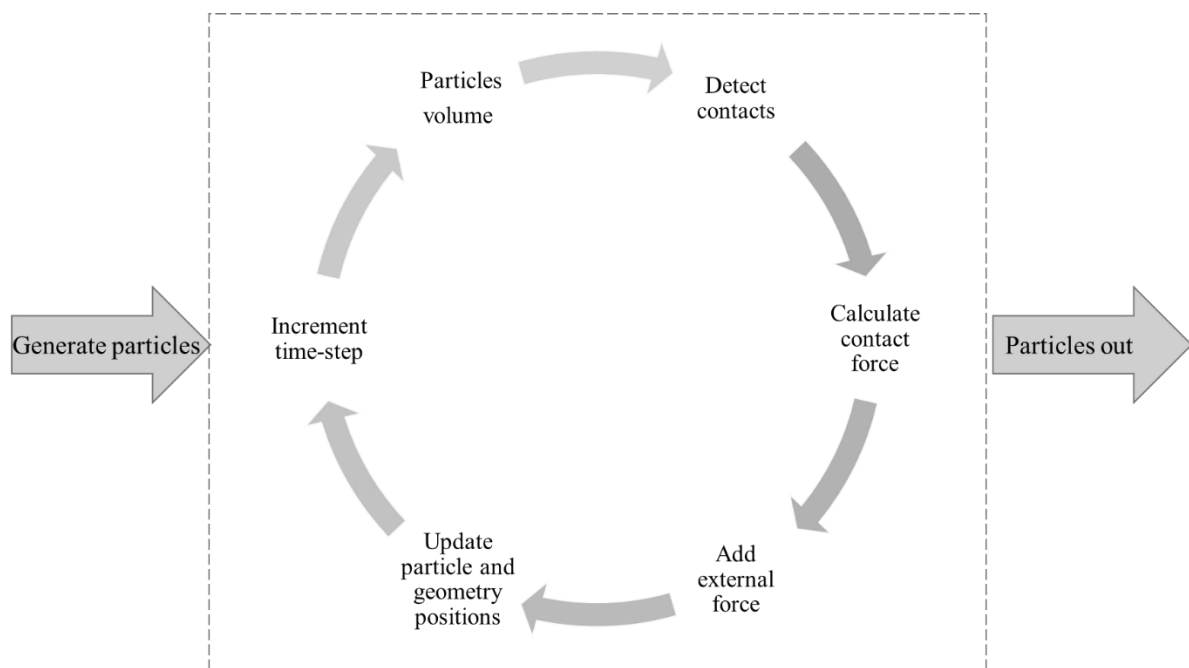 Generate particles
Particles
volume
Detect
contacts
Calculate
contact
force
Add
external
force
Update
particle and
geometry
positions
Increment
time-step
Particles out